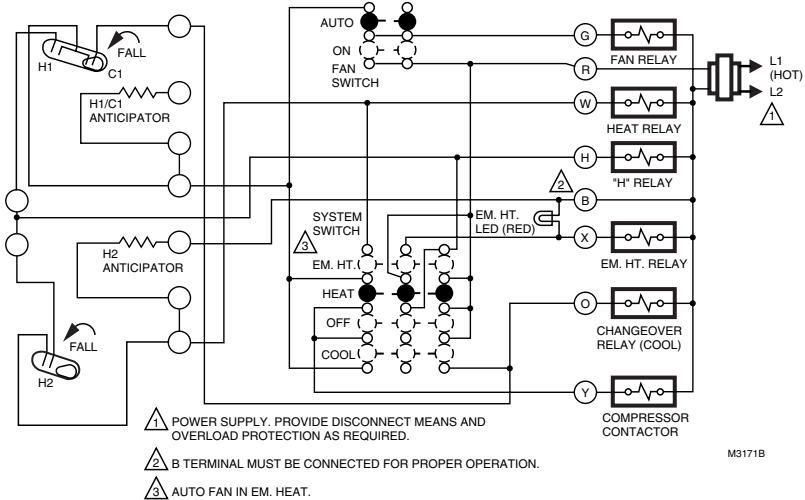 AUTO
ON
FAN
SWITCH
FALL
H1
C1
H1/C1
ANTICIPATOR
G
FAN RELAY
R
L1
(HOT)
L2
1
W
HEAT RELAY
H
"H" RELAY
2
B
SYSTEM
SWITCH
3
EM. HT.
LED (RED)
X
EM. HT. RELAY
H2
ANTICIPATOR
EM. HT.
HEAT
OFF
COOL
O
CHANGEOVER
RELAY (COOL)
FALL
H2
Y
COMPRESSOR
CONTACTOR
1 POWER SUPPLY. PROVIDE DISCONNECT MEANS AND
OVERLOAD PROTECTION AS REQUIRED.
2 B TERMINAL MUST BE CONNECTED FOR PROPER OPERATION.
3 AUTO FAN IN EM. HEAT.
M3171B